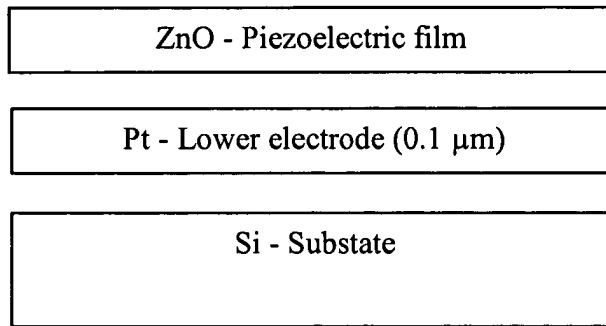 ZnO - Piezoelectric film
Pt - Lower electrode (0.1 µm)
Si - Substate